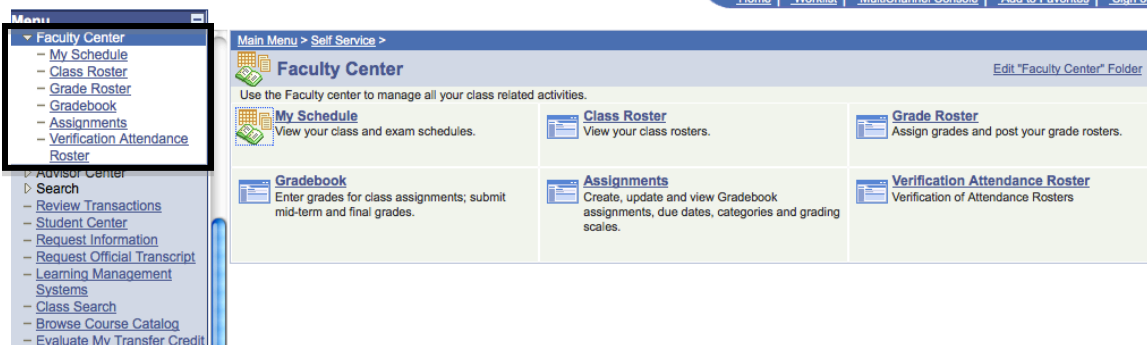 Home | Worklist | MultiChannel Console | Add to Favorites | Sign
Menu
Faculty Center
My Schedule
Class Roster
Grade Roster
Gradebook
Assignments
Verification Attendance
Roster
Advisor Center
Search
Review Transactions
Student Center
Request Information
Request Official Transcript
Learning Management
Systems
Class Search
Browse Course Catalog
Evaluate My Transfer Credit
Main Menu > Self Service >
Faculty Center
Edit "Faculty Center" Folder
Use the Faculty center to manage all your class related activities.
My Schedule
View your class and exam schedules.
Class Roster
View your class rosters.
Grade Roster
Assign grades and post your grade rosters.
Gradebook
Enter grades for class assignments; submit
mid-term and final grades.
Assignments
Create, update and view Gradebook
assignments, due dates, categories and grading
scales.
Verification Attendance Roster
Verification of Attendance Rosters